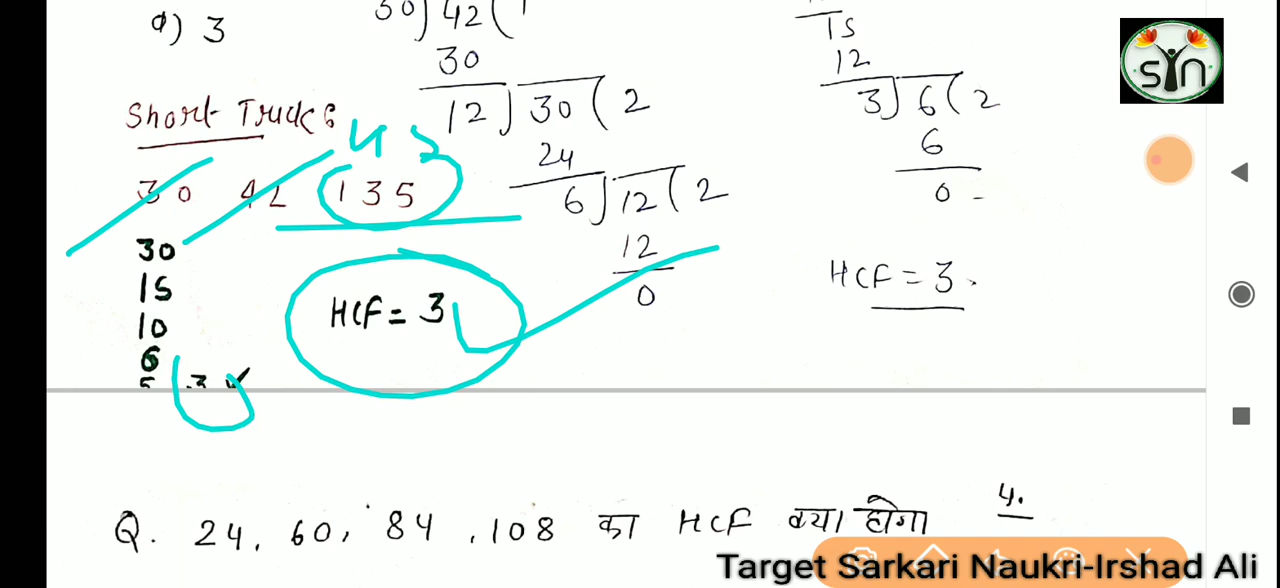 d) 3
30) 42 (
30
12) 30 ( 2
24
6) 12 ( 2
12
0
15
12
3) 6 ( 2
6
0
HCF = 3
Short Trick:
30 42 135
30
15
10
6
5 3 ✓
HCF = 3
SYN
Q. 24, 60, 84, 108 का HCF क्या होगा 4.
Target Sarkari Naukri-Irshad Ali